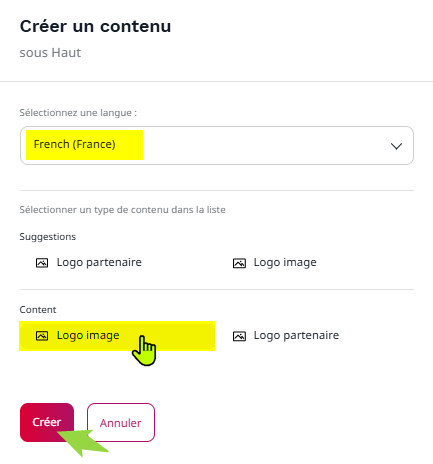 Créer un contenu
sous Haut
Sélectionnez une langue :
French (France)
Sélectionner un type de contenu dans la liste
Suggestions
Logo partenaire Logo image
Content
Logo image Logo partenaire
Créer Annuler